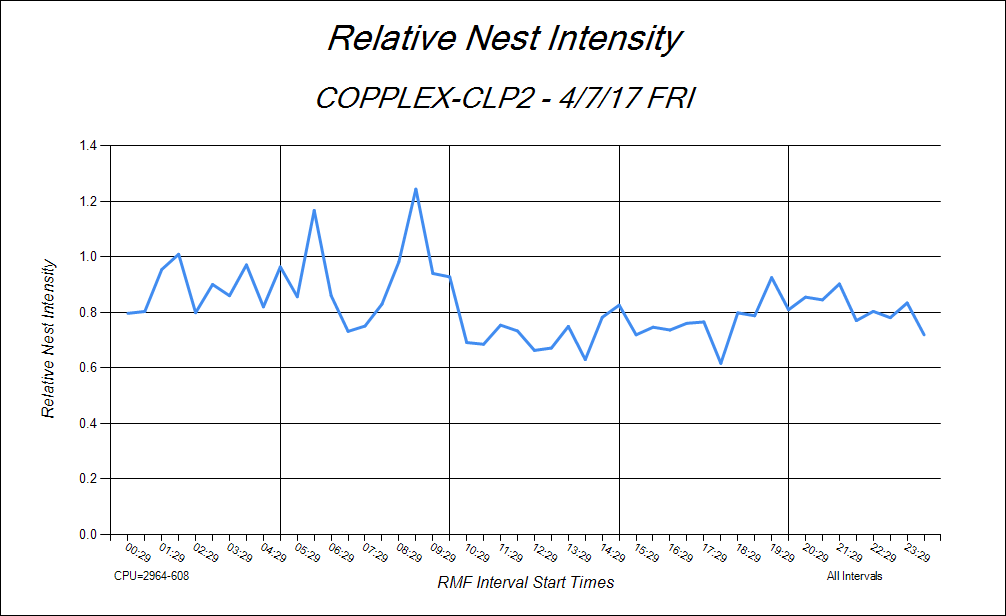 Relative Nest Intensity
COPPLEX-CLP2 - 4/7/17 FRI
1.4
1.2
1.0
0.8
0.6
0.4
0.2
0.0
Relative Nest Intensity
00:29 01:29 02:29 03:29 04:29 05:29 06:29 07:29 08:29 09:29 10:29 11:29 12:29 13:29 14:29 15:29 16:29 17:29 18:29 19:29 20:29 21:29 22:29 23:29
CPU=2964-608
RMF Interval Start Times
All Intervals